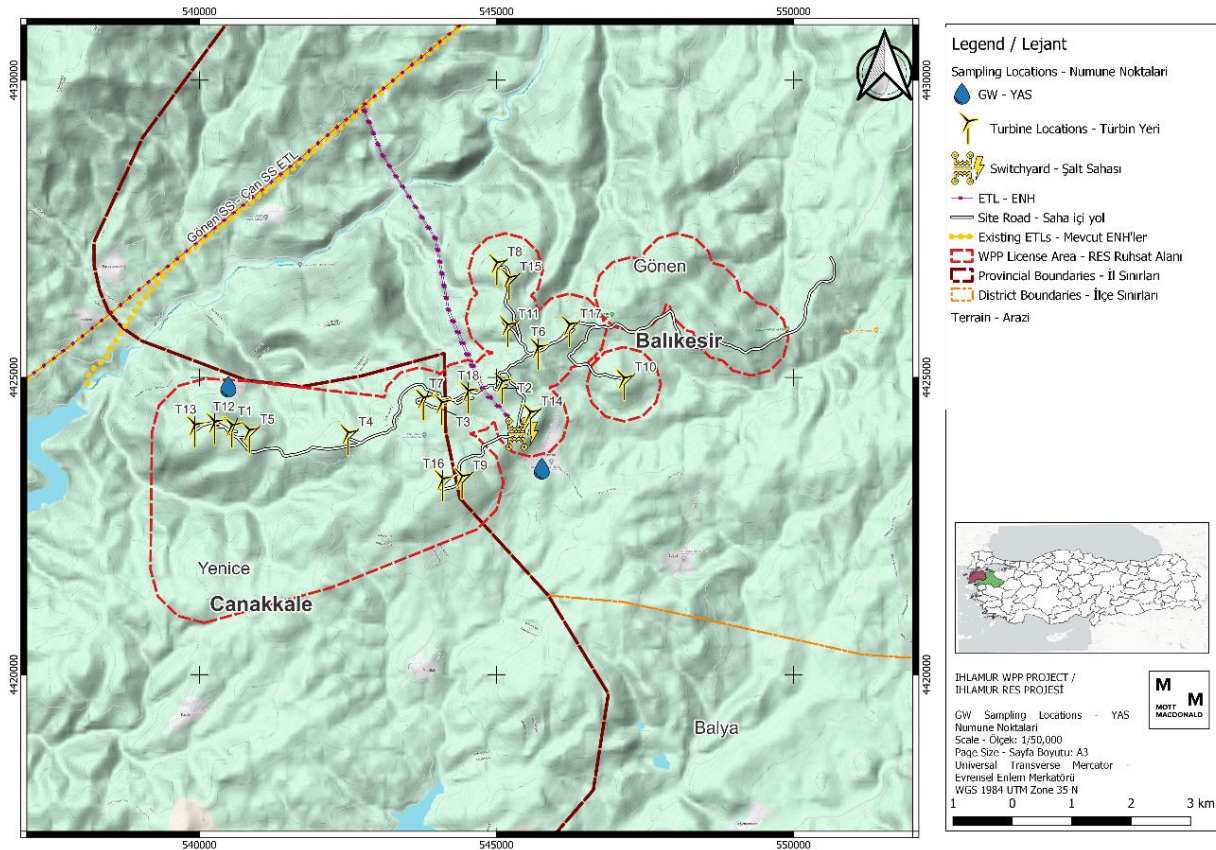 540000
545000
550000
4430000
4430000
Gönen SS - Çan SS ETL
T8
T15
Gönen
T11
T17
T6
Balıkesir
4425000
4425000
T10
T18
T2
T7
T14
T3
T13
T12
T1
T5
T4
T16
T9
Yenice
Canakkale
4420000
4420000
Balya
540000
545000
550000
Legend / Lejant
Sampling Locations - Numune Noktalari
GW - YAS
Turbine Locations - Türbin Yeri
Switchyard - Şalt Sahası
ETL - ENH
Site Road - Saha içi yol
Existing ETLs - Mevcut ENH'ler
WPP License Area - RES Ruhsat Alanı
Provincial Boundaries - İl Sınırları
District Boundaries - İlçe Sınırları
Terrain - Arazi
IHLAMUR WPP PROJECT /
IHLAMUR RES PROJESİ
M
M
MOTT
MACDONALD
GW Sampling Locations - YAS
Numune Noktalari
Scale - Ölçek: 1/50,000
Page Size - Sayfa Boyutu: A3
Universal Transverse Mercator -
Evrensel Enlem Merkatörü
WGS 1984 UTM Zone 35 N
1 0 1 2 3 km